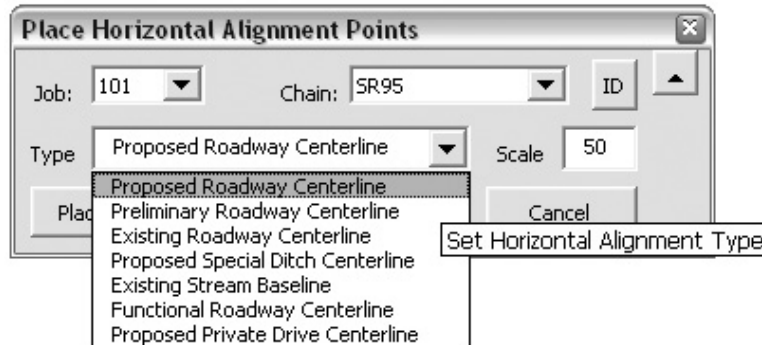 Place Horizontal Alignment Points
Job: 101 Chain: SR95 ID
Type Proposed Roadway Centerline Scale 50
Proposed Roadway Centerline
Plac Preliminary Roadway Centerline Cancel
Existing Roadway Centerline
Set Horizontal Alignment Type
Proposed Special Ditch Centerline
Existing Stream Baseline
Functional Roadway Centerline
Proposed Private Drive Centerline